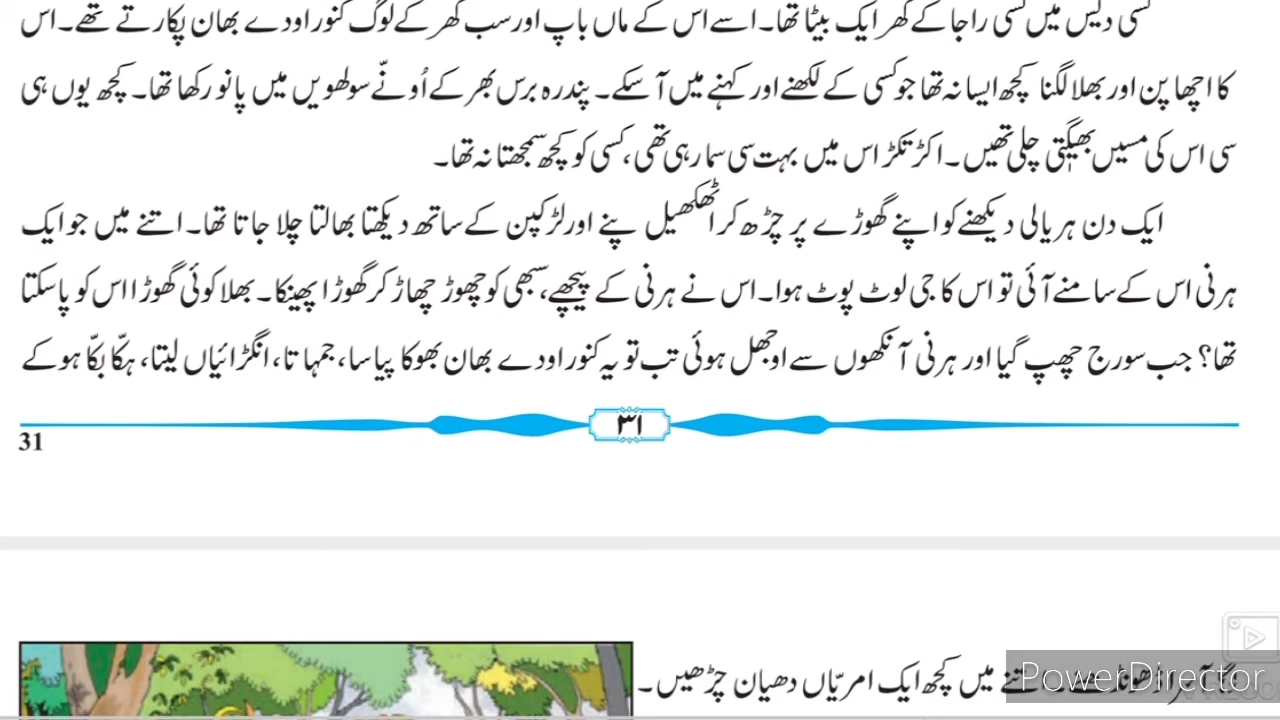 کسی دیس میں کسی راجا کے گھر ایک بیٹا تھا۔ اسے اس کے ماں باپ اور سب گھر کے لوگ کنور اودے بھان پکارتے تھے۔ اس
کا اچھا پن اور بھلا لگنا کچھ ایسا نہ تھا جو کسی کے لکھنے اور کہنے میں آ سکے۔ پندرہ برس بھر کے اُونّے سولھویں میں پانو رکھا تھا۔ کچھ یوں ہی
سی اس کی مسیں بھیگتی چلی تھیں۔ اکڑ تکڑ اس میں بہت سی سما رہی تھی، کسی کو کچھ سمجھتا نہ تھا۔
ایک دن ہریالی دیکھنے کو اپنے گھوڑے پر چڑھ کر اٹھکھیل پنے اور لڑکپن کے ساتھ دیکھتا بھالتا چلا جاتا تھا۔ اتنے میں جو ایک
ہرنی اس کے سامنے آئی تو اس کا جی لوٹ پوٹ ہوا۔ اس نے ہرنی کے پیچھے، سبھی کو چھوڑ چھاڑ کر گھوڑا پھینکا۔ بھلا کوئی گھوڑا اس کو پا سکتا
تھا؟ جب سورج چھپ گیا اور ہرنی آنکھوں سے اوجھل ہوئی تب تو یہ کنور اودے بھان بھوکا پیاسا، جمہاتا، انگڑائیاں لیتا، ہکّا بکّا ہو کے
۳۱
31
لگا آسرا ڈھونڈنے۔ اتنے میں کچھ ایک امریّاں دھیان چڑھیں۔
PowerDirector